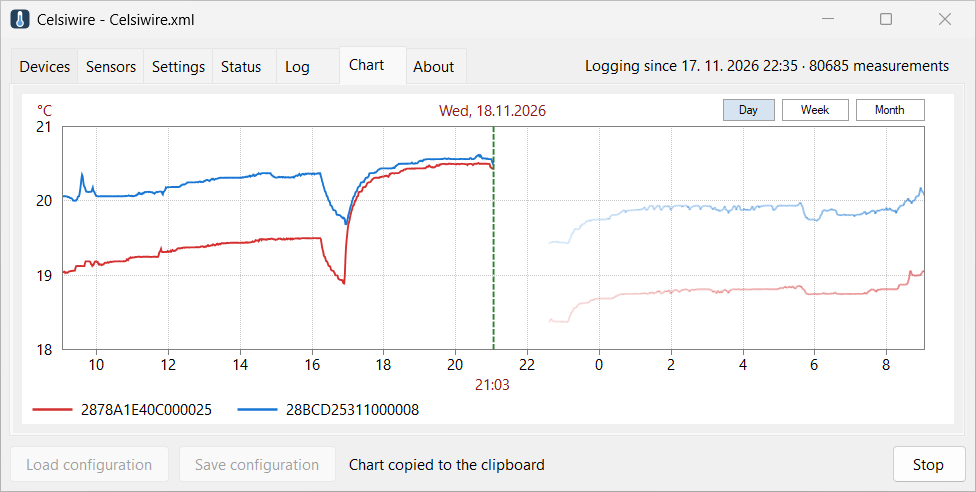 Celsiwire - Celsiwire.xml
Devices Sensors Settings Status Log Chart About Logging since 17. 11. 2026 22:35 · 80685 measurements
°C Wed, 18.11.2026 Day Week Month
21
20
19
18
10 12 14 16 18 20 22 0 2 4 6 8
21:03
2878A1E40C000025 28BCD25311000008
Load configuration Save configuration Chart copied to the clipboard Stop